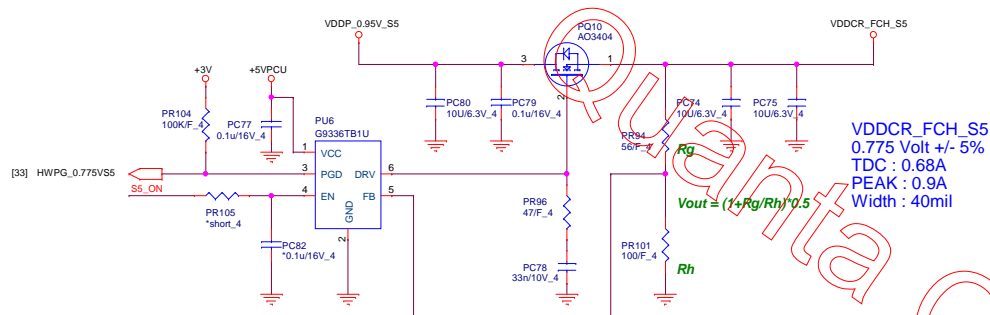 VDDP_0.95V_S5
PQ10
AO3404
VDDCR_FCH_S5
3
1
2
+3V
+5VPCU
PR104
100K/F_4
PC77
0.1u/16V_4
PU6
G9336TB1U
PC80
10U/6.3V_4
PC79
0.1u/16V_4
PC74
10U/6.3V_4
PC75
10U/6.3V_4
PR94
56/F_4
Rg
VDDCR_FCH_S5
0.775 Volt +/- 5%
TDC : 0.68A
PEAK : 0.9A
Width : 40mil
1
VCC
[33] HWPG_0.775VS5
3
PGD
DRV
6
S5_ON
4
EN
FB
5
GND
2
PR105
*short_4
PC82
*0.1u/16V_4
PR96
47/F_4
PC78
33n/10V_4
Vout = (1+Rg/Rh)*0.5
PR101
100/F_4
Rh
Quanta